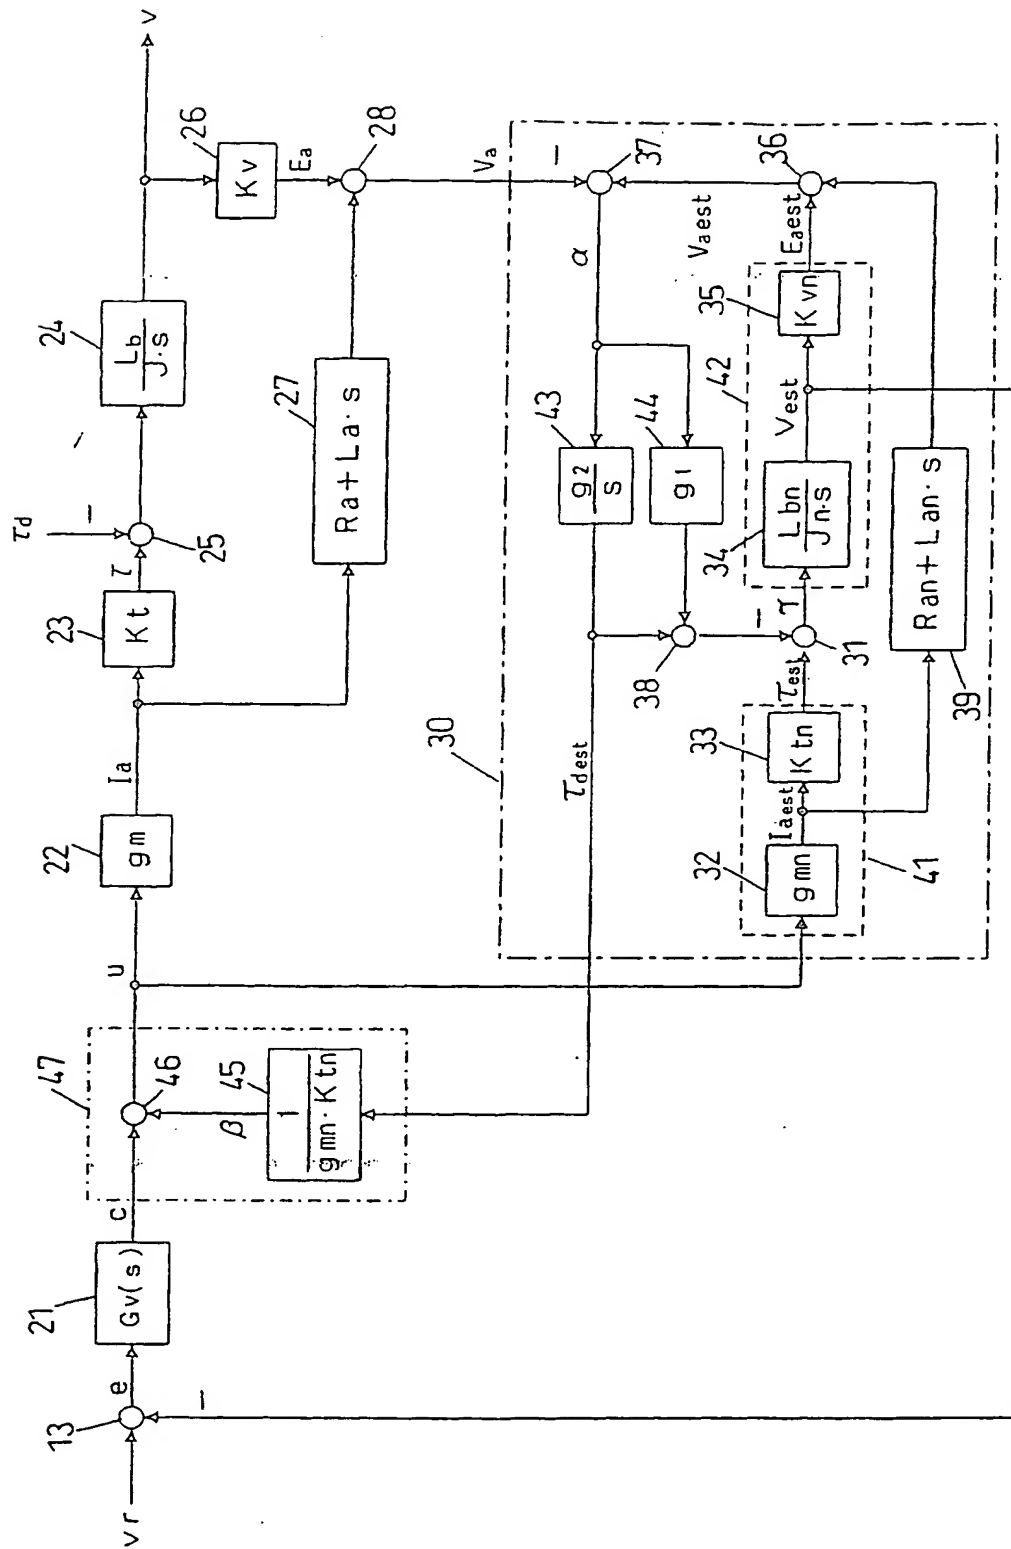 vr
13
e
−
21
Gv(s)
c
47
46
β
45
1
gmn·Ktn
u
22
gm
Ia
23
Kt
τ
τd
−
25
24
Lb
J·s
v
26
Kv
Ea
28
27
Ra+La·s
Va
−
30
τdest
43
g2
s
44
g1
α
37
38
−
41
32
gmn
Iaest
33
Ktn
τest
31
γ
42
34
Lbn
Jn·s
Vest
35
Kvn
Eaest
36
Vaest
39
Ran+Lan·s